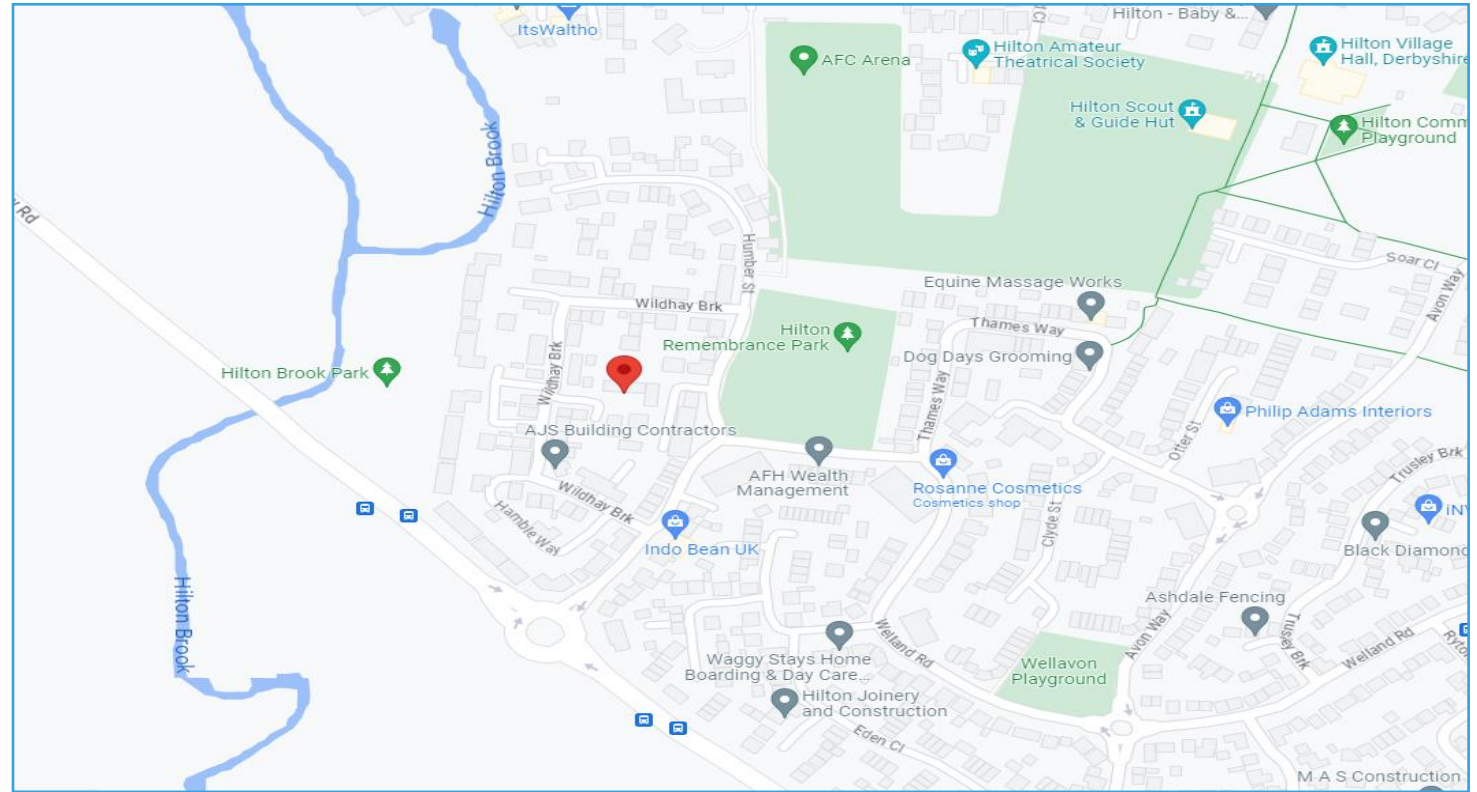 Hilton - Baby &...
ItsWaltho
AFC Arena
Hilton Amateur
Theatrical Society
Hilton Village
Hall, Derbyshire
Hilton Scout
& Guide Hut
Hilton Comm
Playground
Hilton Brook
Rd
Humber St
Soar Cl
Avon Way
Equine Massage Works
Wildhay Brk
Thames Way
Hilton
Remembrance Park
Dog Days Grooming
Hilton Brook Park
Wildhay Brk
Thames Way
Philip Adams Interiors
AJS Building Contractors
Otter St
Trusley Brk
AFH Wealth
Management
Rosanne Cosmetics
Cosmetics shop
Wildhay Brk
Hamble Way
Clyde St
Indo Bean UK
Black Diamond
Hilton Brook
Ashdale Fencing
Avon Way
Trusley Brk
Welland Rd
Welland Rd
Waggy Stays Home
Boarding & Day Care...
Wellavon
Playground
Hilton Joinery
and Construction
Eden Cl
M A S Construction